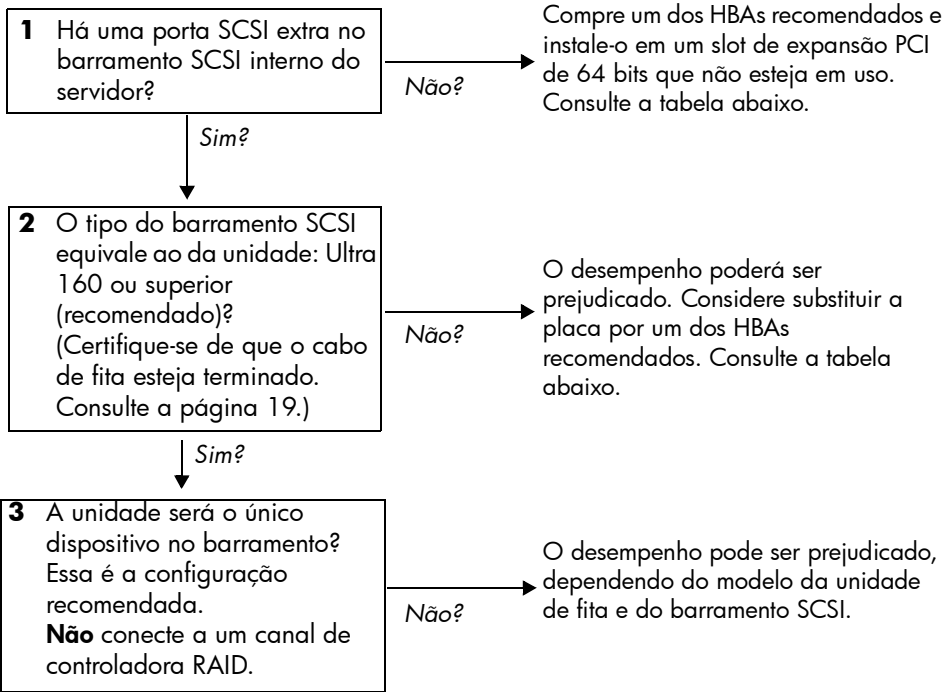 1 Há uma porta SCSI extra no
barramento SCSI interno do
servidor?
Não?
Compre um dos HBAs recomendados e
instale-o em um slot de expansão PCI
de 64 bits que não esteja em uso.
Consulte a tabela abaixo.
Sim?
2 O tipo do barramento SCSI
equivale ao da unidade: Ultra
160 ou superior
(recomendado)?
(Certifique-se de que o cabo
de fita esteja terminado.
Consulte a página 19.)
Não?
O desempenho poderá ser
prejudicado. Considere substituir a
placa por um dos HBAs
recomendados. Consulte a tabela
abaixo.
Sim?
3 A unidade será o único
dispositivo no barramento?
Essa é a configuração
recomendada.
Não conecte a um canal de
controladora RAID.
Não?
O desempenho pode ser prejudicado,
dependendo do modelo da unidade
de fita e do barramento SCSI.